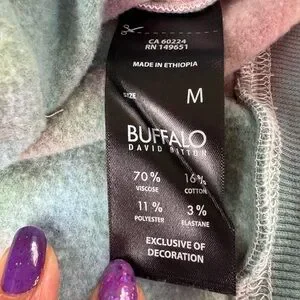 CA 60224
RN 149651
MADE IN ETHIOPIA
SIZE M
BUFFALO
DAVID BITTON
70% 16%
VISCOSE COTTON
11% 3%
POLYESTER ELASTANE
EXCLUSIVE OF
DECORATION